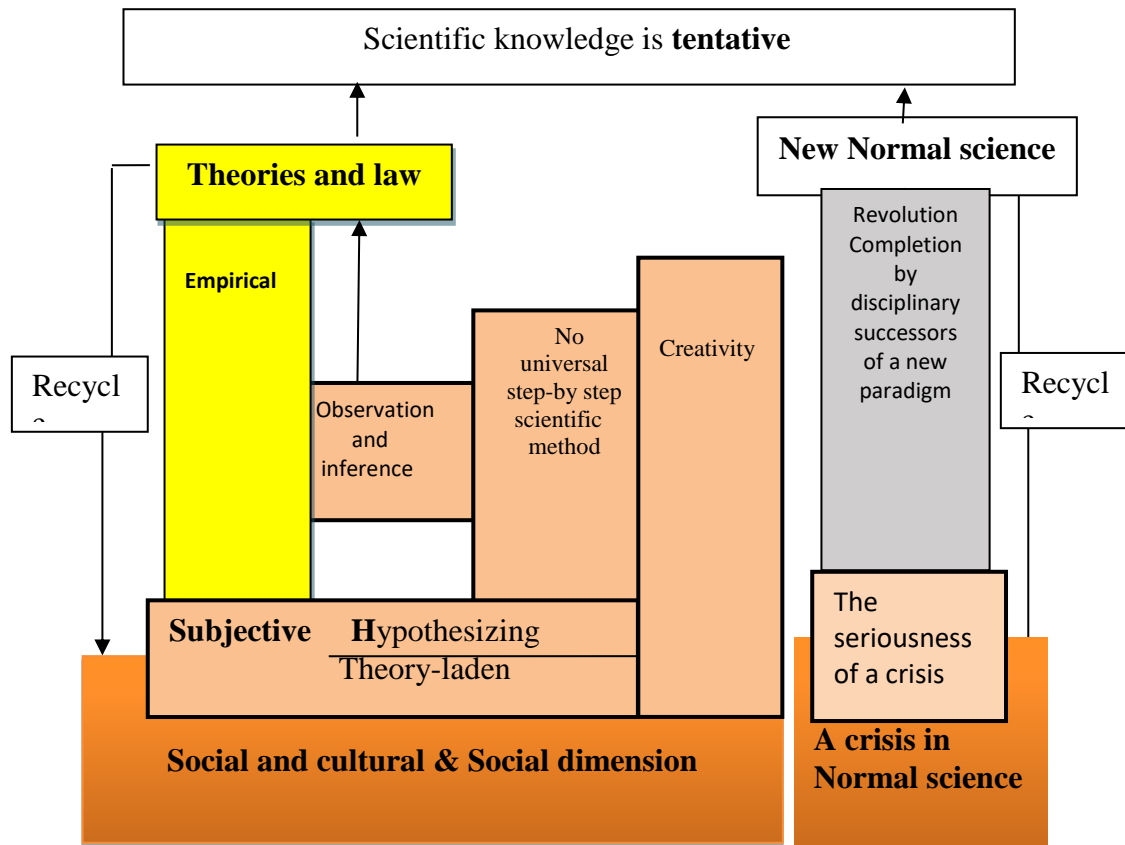 Scientific knowledge is tentative
Theories and law
New Normal science
Empirical
Observation
and
inference
No
universal
step-by step
scientific
method
Creativity
Revolution
Completion
by
disciplinary
successors
of a new
paradigm
Recycl
Recycl
Subjective Hypothesizing
Theory-laden
The
seriousness
of a crisis
Social and cultural & Social dimension
A crisis in
Normal science